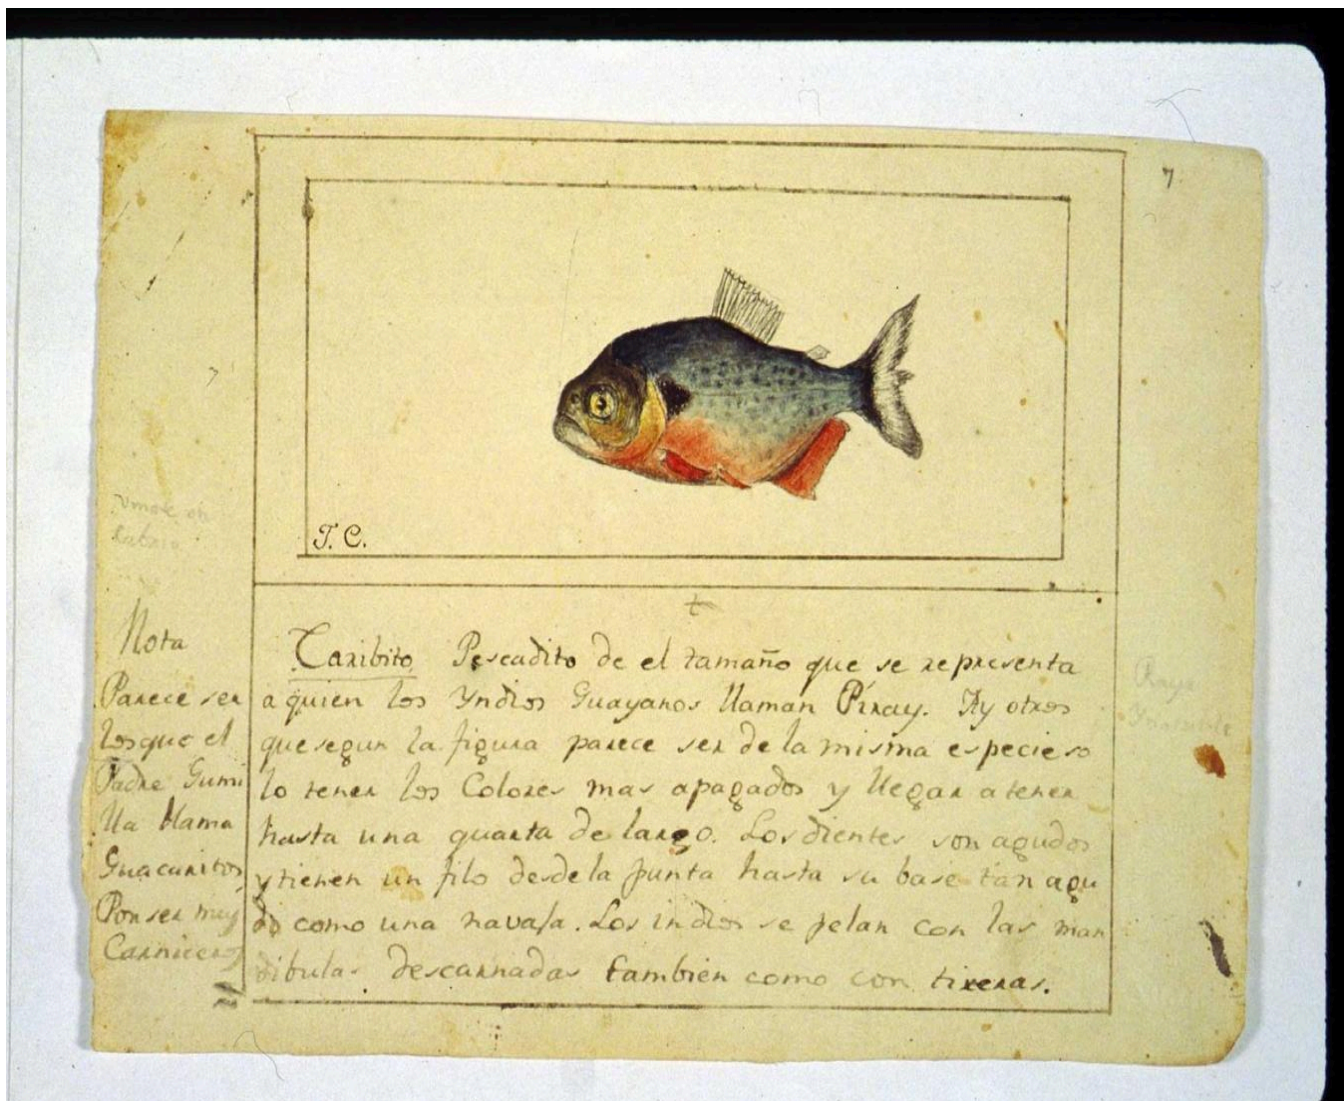 7
J. C.
Nota
Parece ser
los que el
Padre Gumi
lla llama
Guacaritos
Por ser muy
Carniceros
Caribito Pescadito de el tamaño que se representa
a quien los Yndios Guayanos llaman Piray. Ay otros
que segun la figura parece ser de la misma especie so
lo tener los Colores mas apagados y llegar a tener
hasta una quarta de largo. Los dientes son agudos
y tienen un filo desde la punta hasta su base tan agu
do como una navaja. Los indios se pelan con las man
dibulas descarnadas tambien como con tixeras.